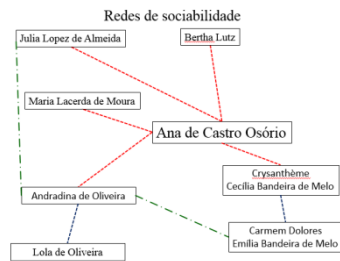 Redes de sociabilidade
Julia Lopez de Almeida
Bertha Lutz
Maria Lacerda de Moura
Ana de Castro Osório
Crysanthème
Cecília Bandeira de Melo
Andradina de Oliveira
Carmem Dolores
Emília Bandeira de Melo
Lola de Oliveira